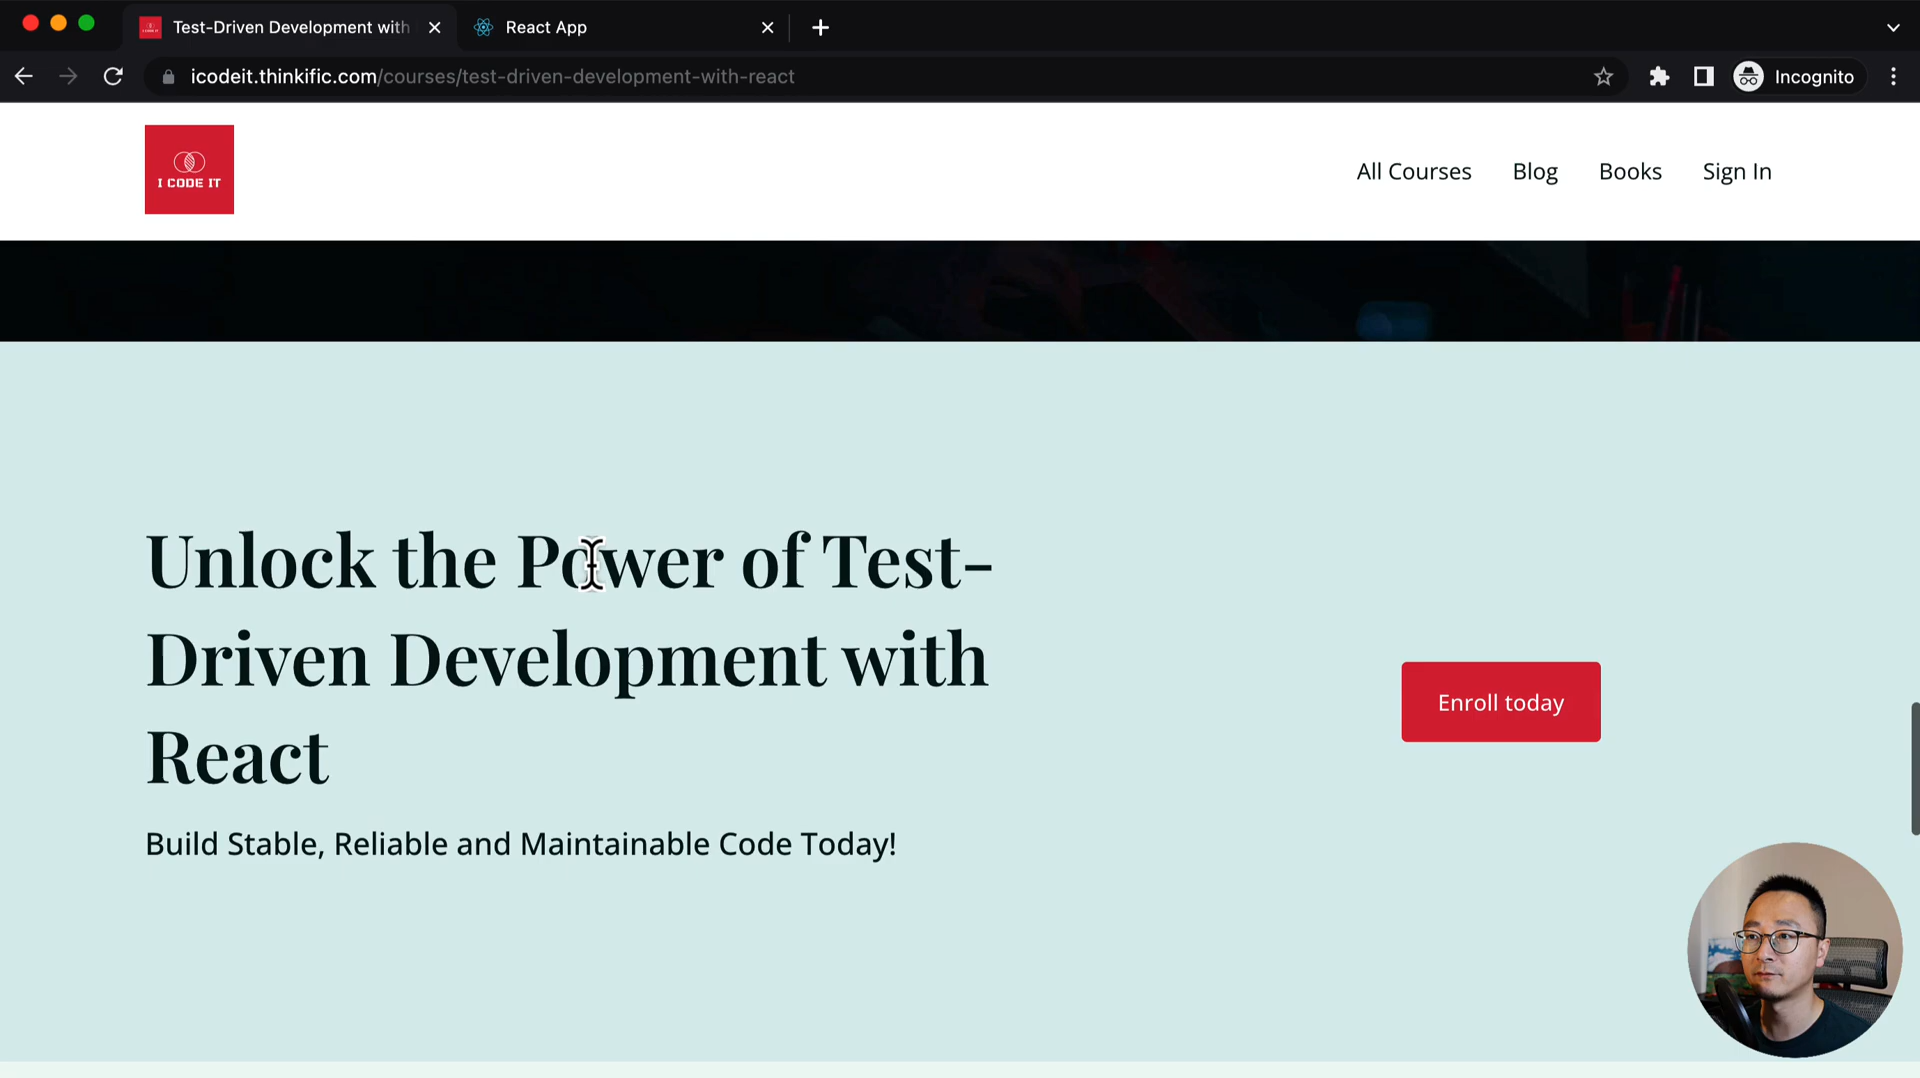 Test-Driven Development with
React App
icodeit.thinkific.com/courses/test-driven-development-with-react
Incognito
I CODE IT
All Courses
Blog
Books
Sign In
Unlock the Power of Test-
Driven Development with
React
Enroll today
Build Stable, Reliable and Maintainable Code Today!